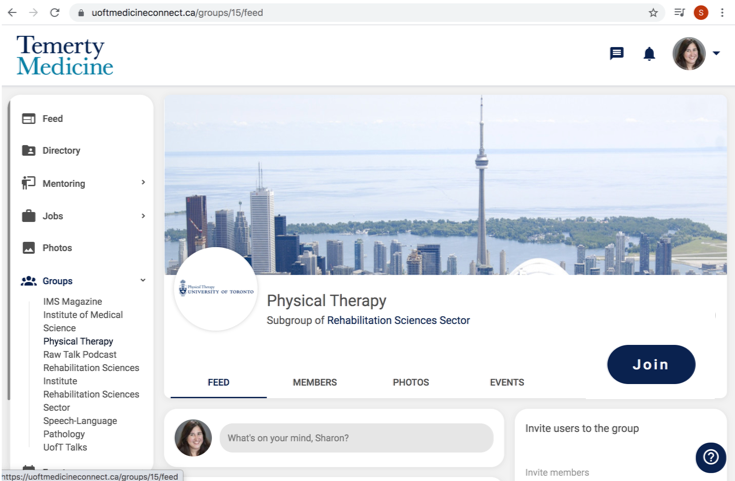 uoftmedicineconnect.ca/groups/15/feed
S
Temerty
Medicine
Feed
Directory
Mentoring
Jobs
Photos
Groups
IMS Magazine
Institute of Medical
Science
Physical Therapy
Raw Talk Podcast
Rehabilitation Sciences
Institute
Rehabilitation Sciences
Sector
Speech-Language
Pathology
UofT Talks
Physical Therapy
UNIVERSITY OF TORONTO
Physical Therapy
Subgroup of Rehabilitation Sciences Sector
Join
FEED MEMBERS PHOTOS EVENTS
What's on your mind, Sharon?
Invite users to the group
Invite members
?
https://uoftmedicineconnect.ca/groups/15/feed